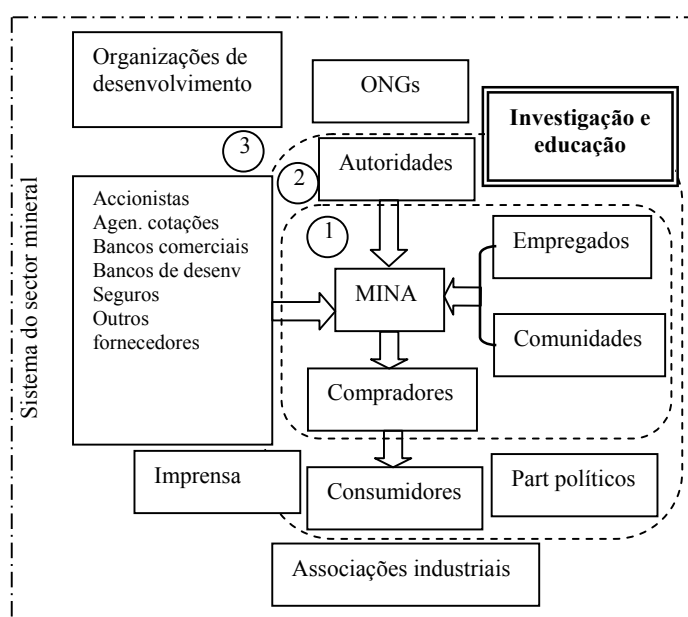 Sistema do sector mineral
Organizações de
desenvolvimento
ONGs
Investigação e
educação
3
2
Autoridades
Accionistas
Agen. cotações
Bancos comerciais
Bancos de desenv
Seguros
Outros
fornecedores
1
Empregados
MINA
Comunidades
Compradores
Imprensa
Consumidores
Part políticos
Associações industriais